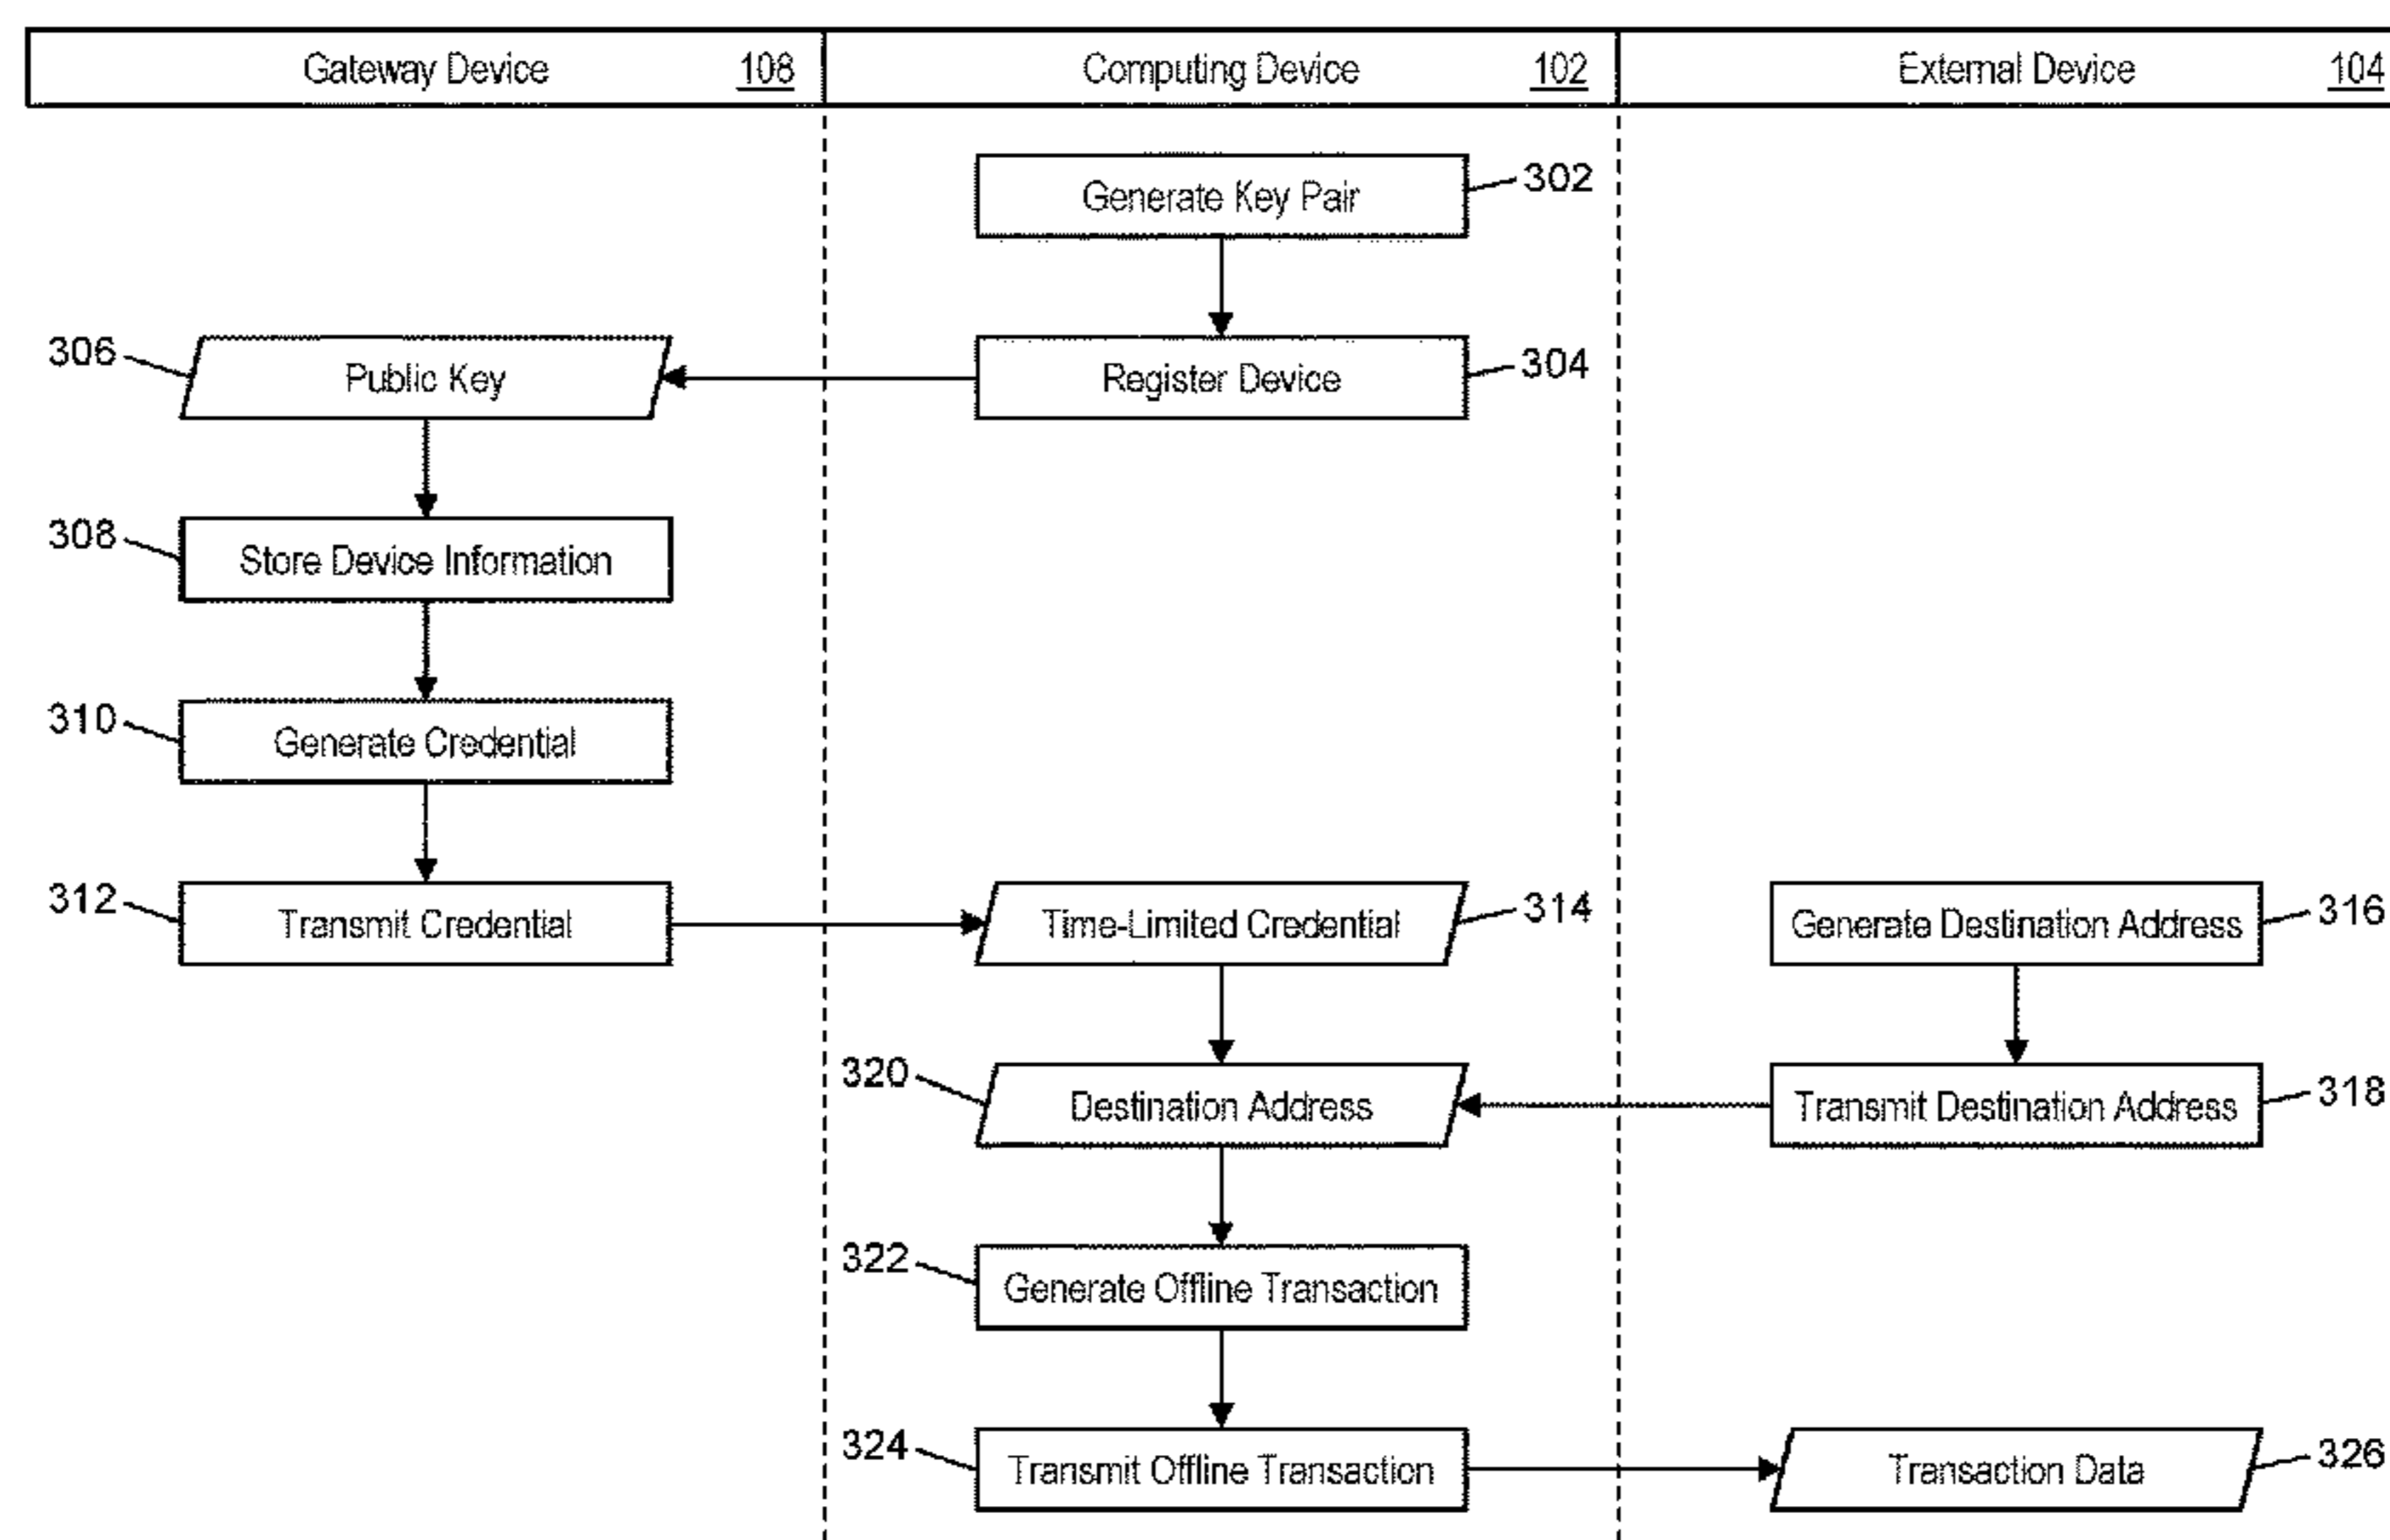 Gateway Device 108 Computing Device 102 External Device 104
Generate Key Pair 302
306 Public Key Register Device 304
308 Store Device Information
310 Generate Credential
312 Transmit Credential Time-Limited Credential 314 Generate Destination Address 316
320 Destination Address Transmit Destination Address 318
322 Generate Offline Transaction
324 Transmit Offline Transaction Transaction Data 326